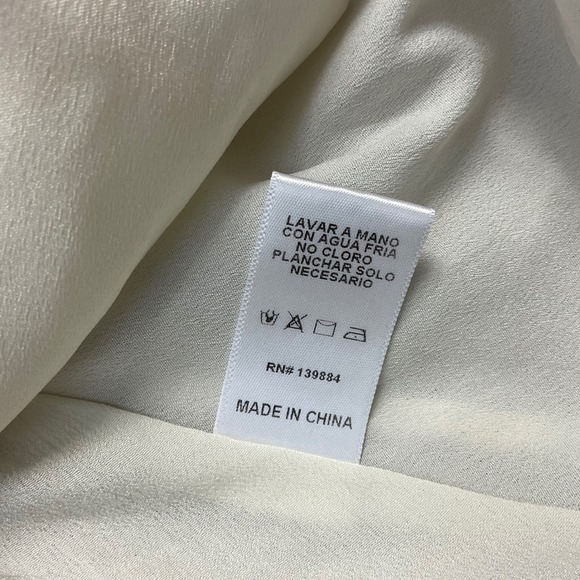 LAVAR A MANO
CON AGUA FRIA
NO CLORO
PLANCHAR SOLO
NECESARIO
RN# 139884
MADE IN CHINA